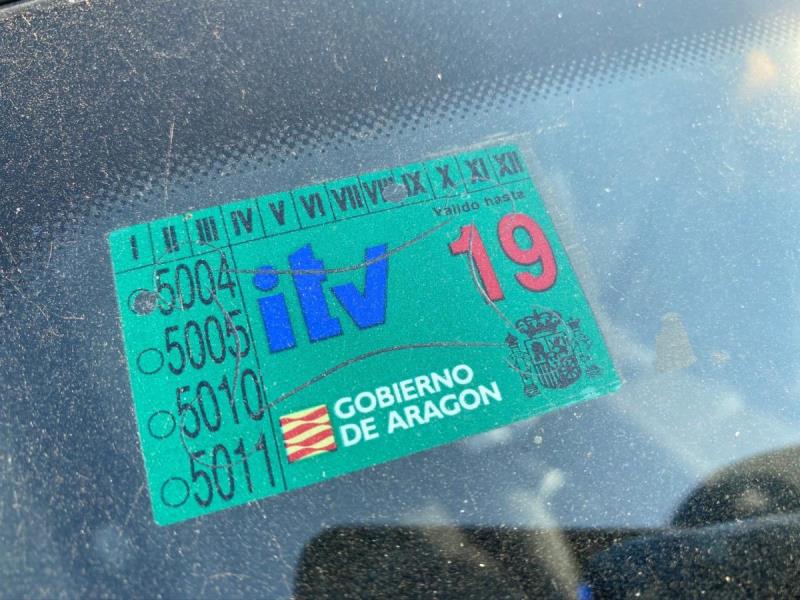 I II III IV V VI VII VIII IX X XI XII
Válido hasta
5004
itv
19
5005
5010
GOBIERNO
DE ARAGON
5011